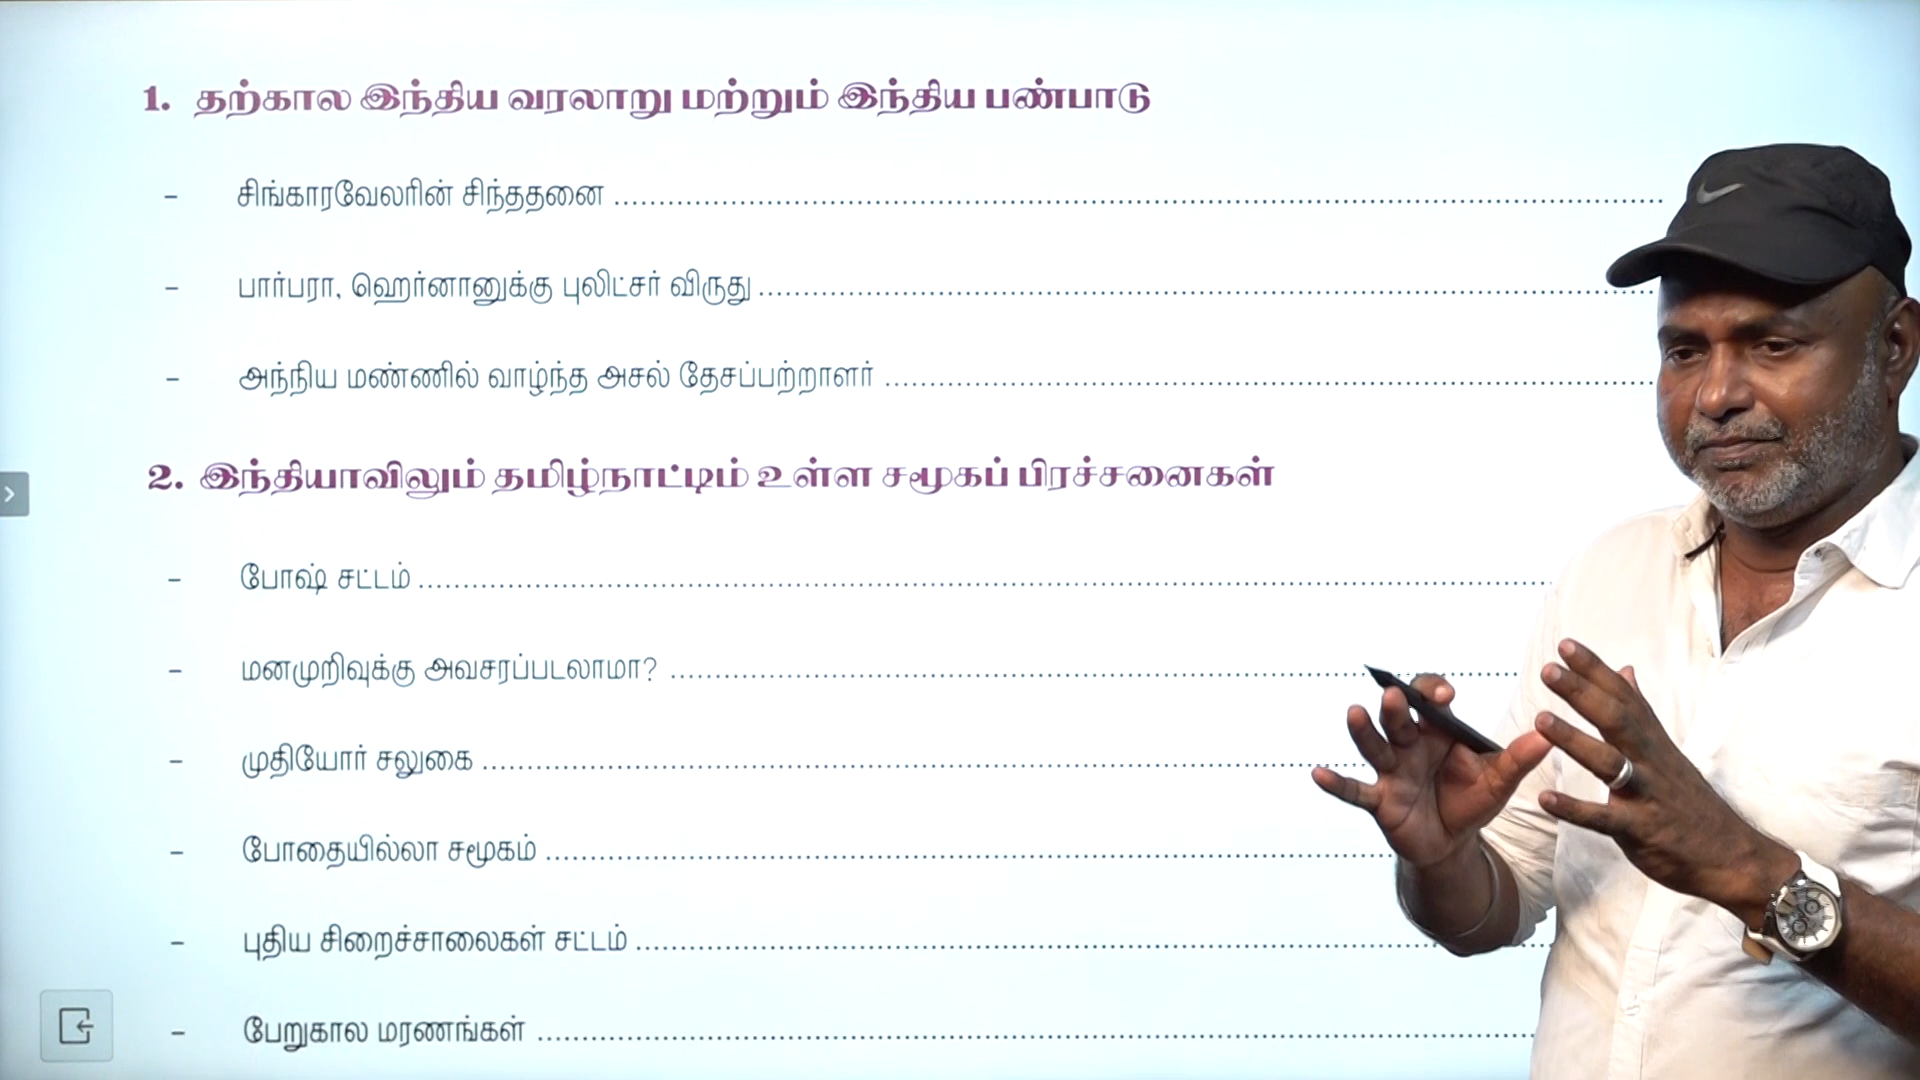 1. தற்கால இந்திய வரலாறு மற்றும் இந்திய பண்பாடு
- சிங்காரவேலரின் சிந்ததனை ........................................................................
- பார்பரா, ஹெர்னானுக்கு புலிட்சர் விருது ........................................................................
- அந்நிய மண்ணில் வாழ்ந்த அசல் தேசப்பற்றாளர் ........................................................................
2. இந்தியாவிலும் தமிழ்நாட்டிம் உள்ள சமூகப் பிரச்சனைகள்
- போஷ் சட்டம் ........................................................................
- மனமுறிவுக்கு அவசரப்படலாமா? ........................................................................
- முதியோர் சலுகை ........................................................................
- போதையில்லா சமூகம் ........................................................................
- புதிய சிறைச்சாலைகள் சட்டம் ........................................................................
- பேறுகால மரணங்கள் ........................................................................